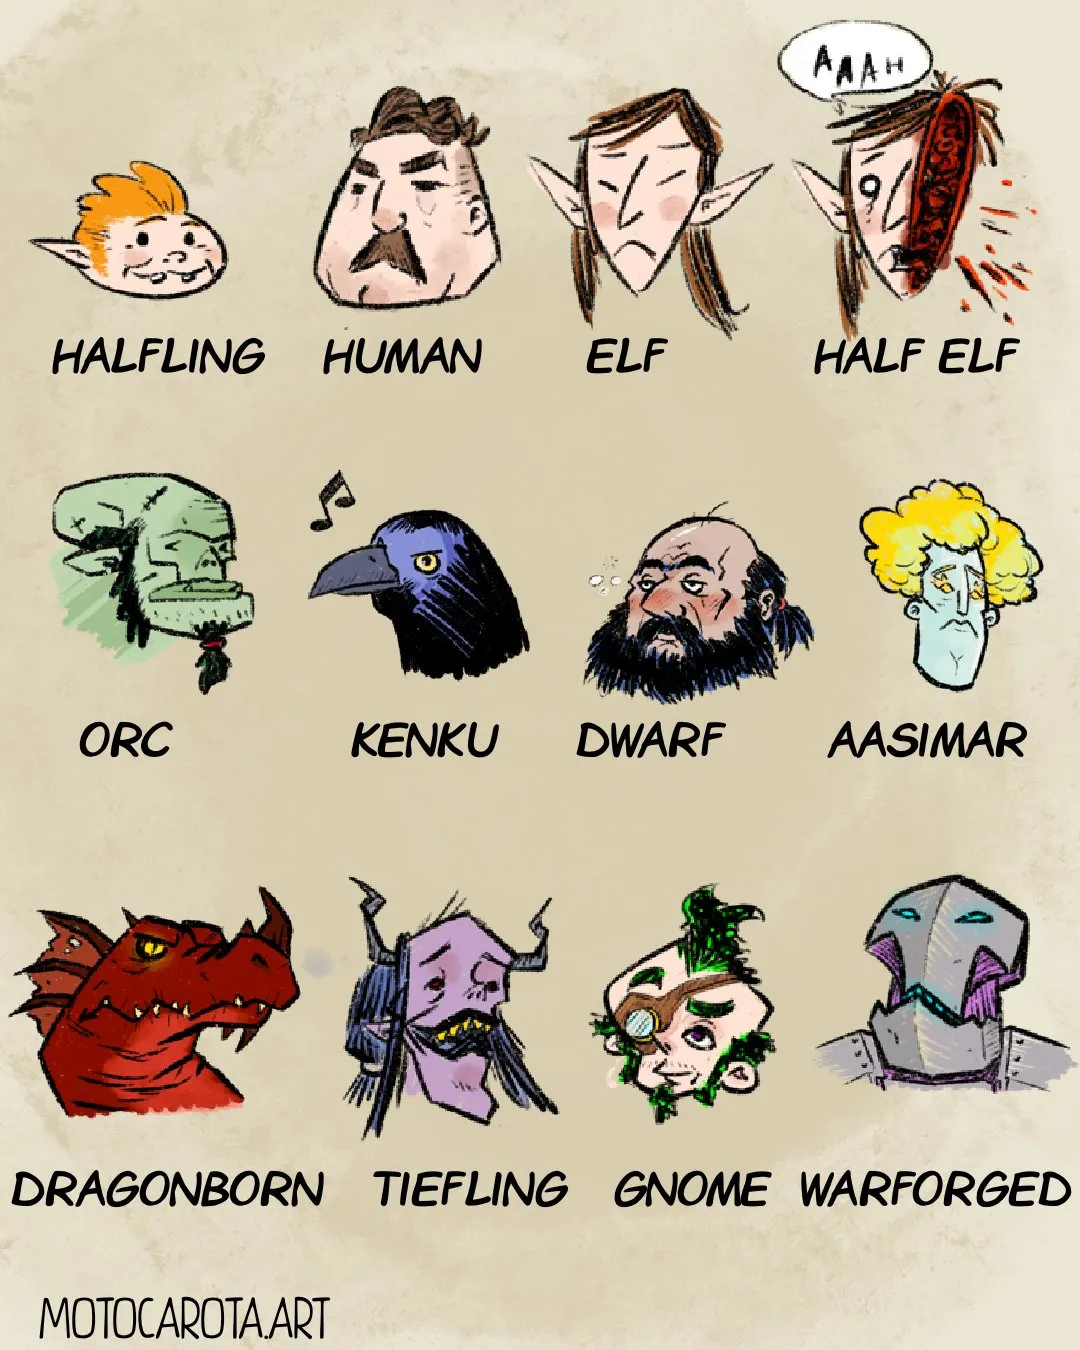 AAAH
HALFLING HUMAN ELF HALF ELF
ORC KENKU DWARF AASIMAR
DRAGONBORN TIEFLING GNOME WARFORGED
MOTOCAROTA.ART